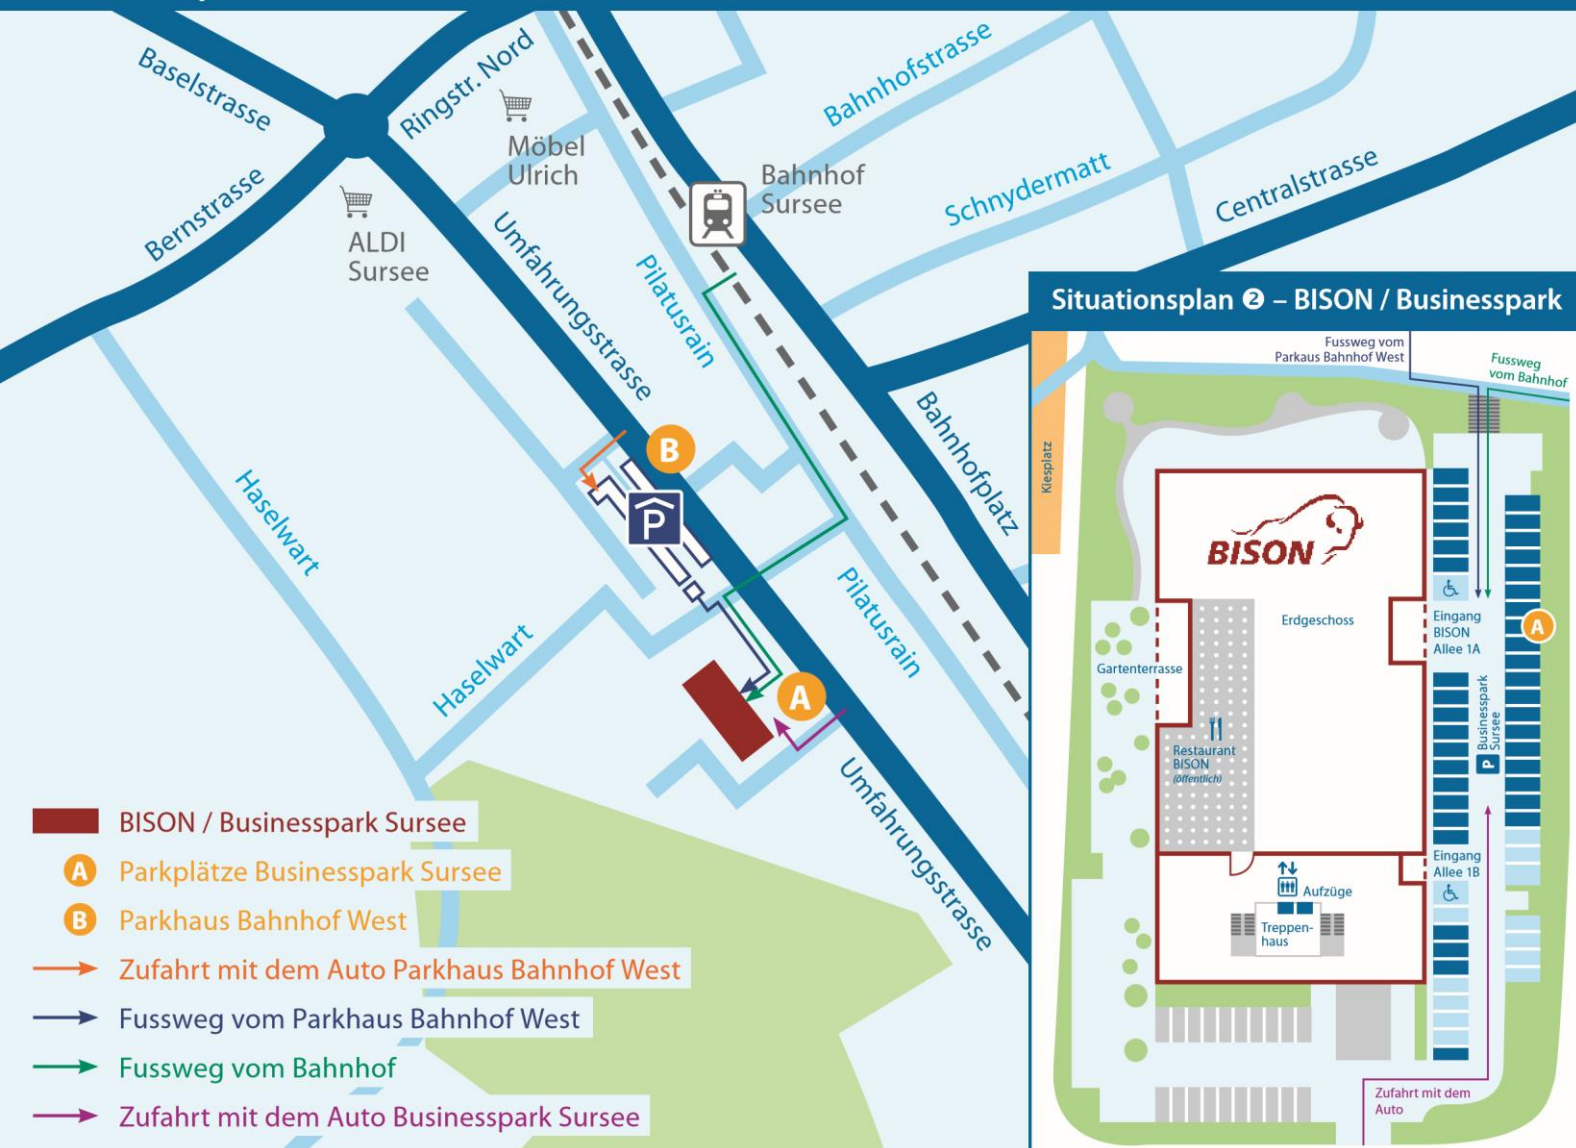 Baselstrasse
Ringstr. Nord
Bernstrasse
Möbel
Ulrich
ALDI
Sursee
Umfahrungsstrasse
Pilatusrain
Bahnhof
Sursee
Bahnhofstrasse
Schnydermatt
Centralstrasse
Bahnhofplatz
B
P
Haselwart
Haselwart
Pilatusrain
A
Umfahrungsstrasse
BISON / Businesspark Sursee
A Parkplätze Businesspark Sursee
B Parkhaus Bahnhof West
Zufahrt mit dem Auto Parkhaus Bahnhof West
Fussweg vom Parkhaus Bahnhof West
Fussweg vom Bahnhof
Zufahrt mit dem Auto Businesspark Sursee
Situationsplan ❷ – BISON / Businesspark
Fussweg vom
Parkaus Bahnhof West
Fussweg
vom Bahnhof
Kiesplatz
BISON
Erdgeschoss
Eingang
BISON
Allee 1A
A
Gartenterrasse
Restaurant
BISON
(öffentlich)
P Businesspark
Sursee
Eingang
Allee 1B
Aufzüge
Treppen-
haus
Zufahrt mit dem
Auto